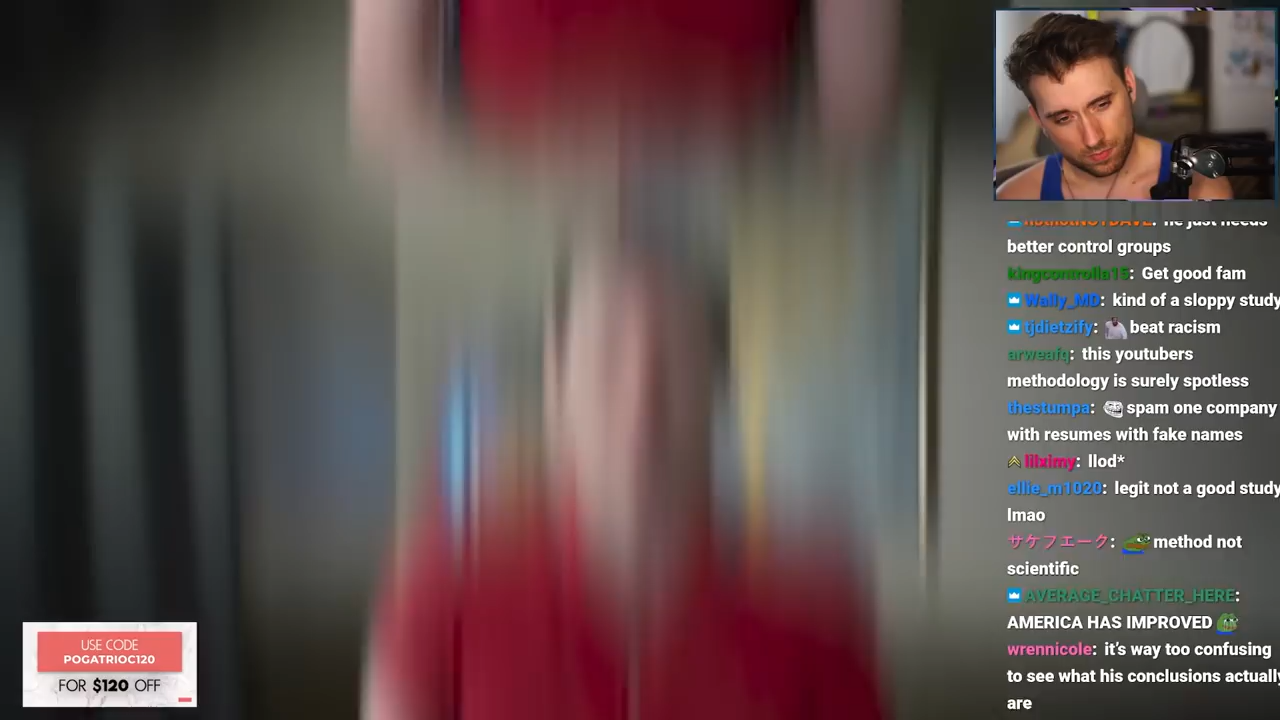 better control groups
kingcontrolla15: Get good fam
Wally_MD: kind of a sloppy study
tjdietzify: beat racism
arweafq: this youtubers
methodology is surely spotless
thestumpa: spam one company
with resumes with fake names
lilximy: llod*
ellie_m1020: legit not a good study
lmao
サケフエーク: method not
scientific
AVERAGE_CHATTER_HERE:
AMERICA HAS IMPROVED
wrennicole: it's way too confusing
to see what his conclusions actually
are
USE CODE
POGATRIOC120
FOR $120 OFF